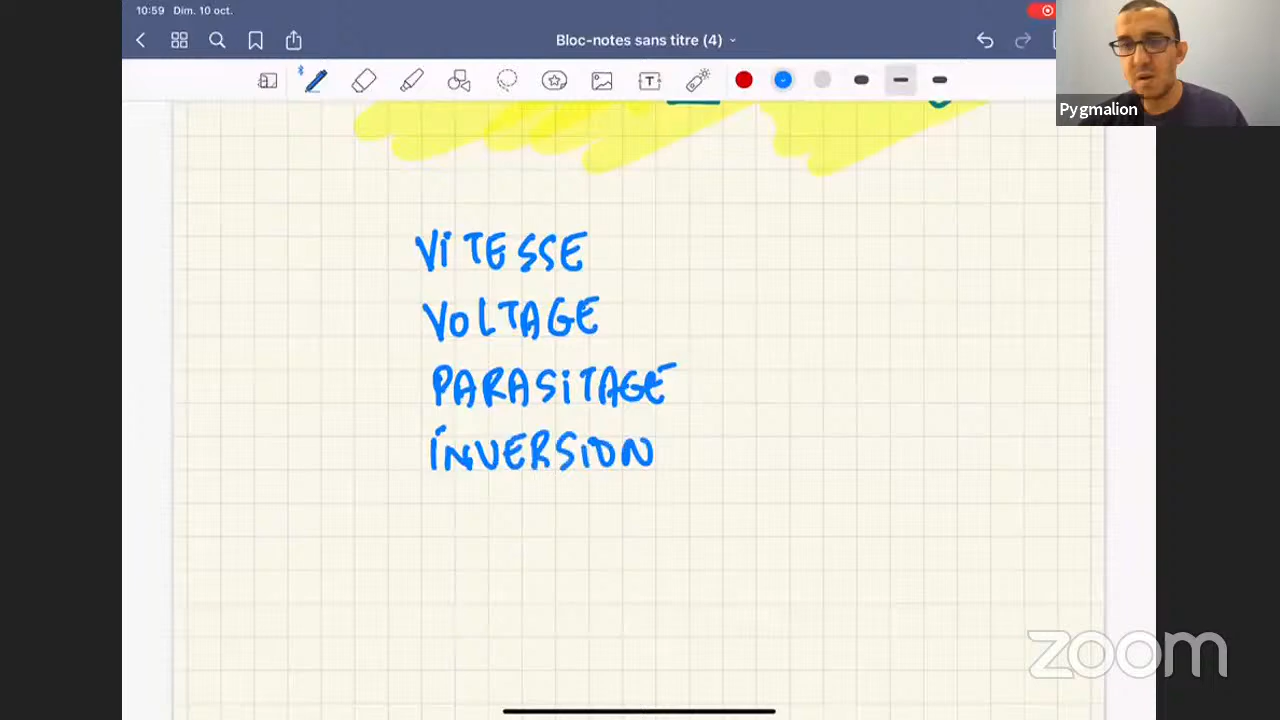 10:59 Dim. 10 oct.
Bloc-notes sans titre (4)
T
Pygmalion
VITESSE
VOLTAGE
PARASITAGE
INVERSION
zoom